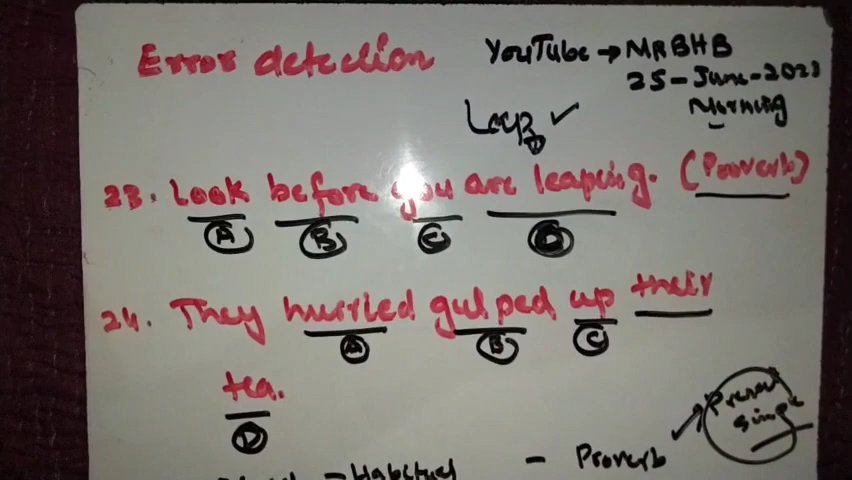 Error detection
YouTube → MRBHB
25-June-2023
Morning
Leap ✓
D
23. Look before you are leaping. (Proverb)
A B C D
24. They hurried gulped up their
A B C
tea.
D
Present
simple
- Habitual - Proverb